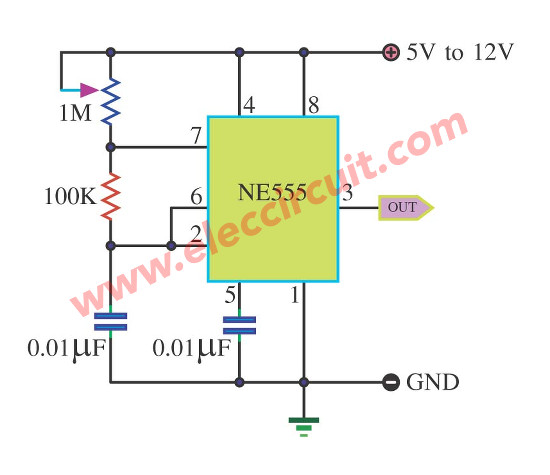 5V to 12V
1M
4
8
7
100K
6
NE555
3
OUT
2
www.eleccircuit.com
5
1
0.01µF
0.01µF
GND